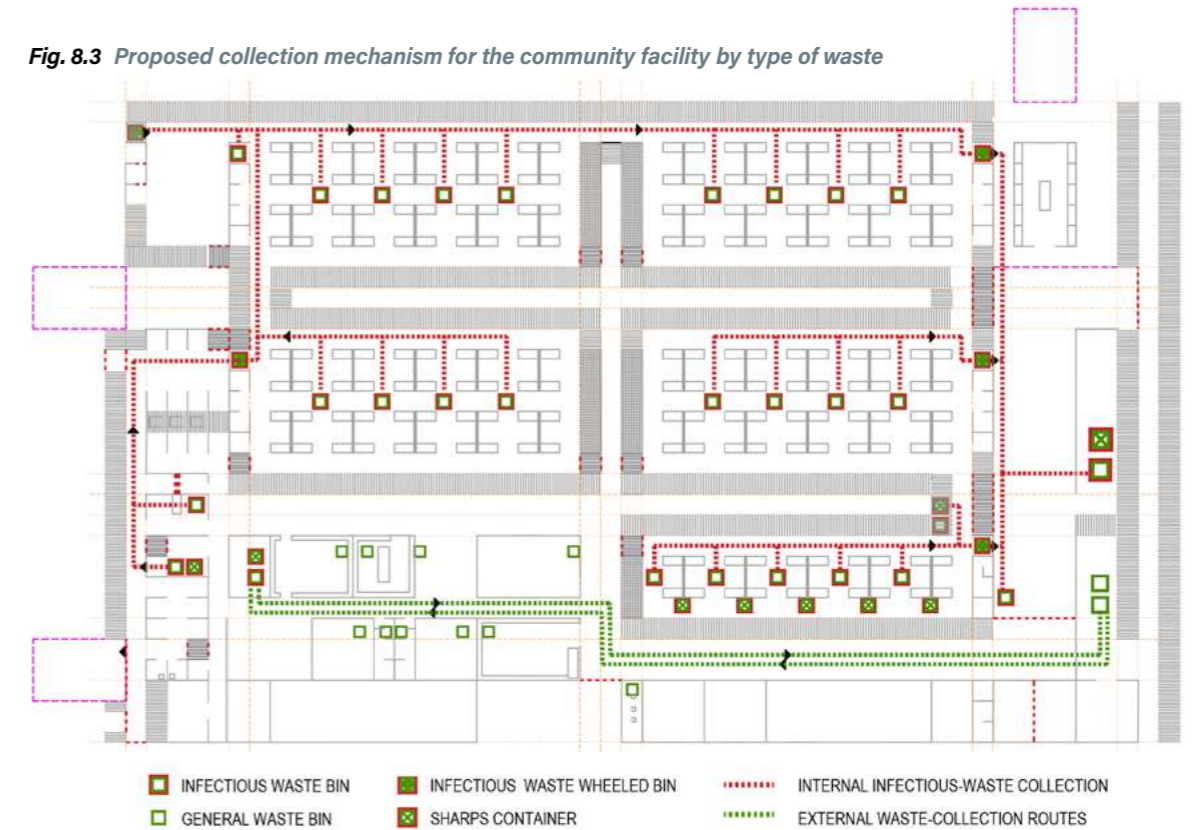 Fig. 8.3 Proposed collection mechanism for the community facility by type of waste
INFECTIOUS WASTE BIN
INFECTIOUS WASTE WHEELED BIN
INTERNAL INFECTIOUS-WASTE COLLECTION
GENERAL WASTE BIN
SHARPS CONTAINER
EXTERNAL WASTE-COLLECTION ROUTES